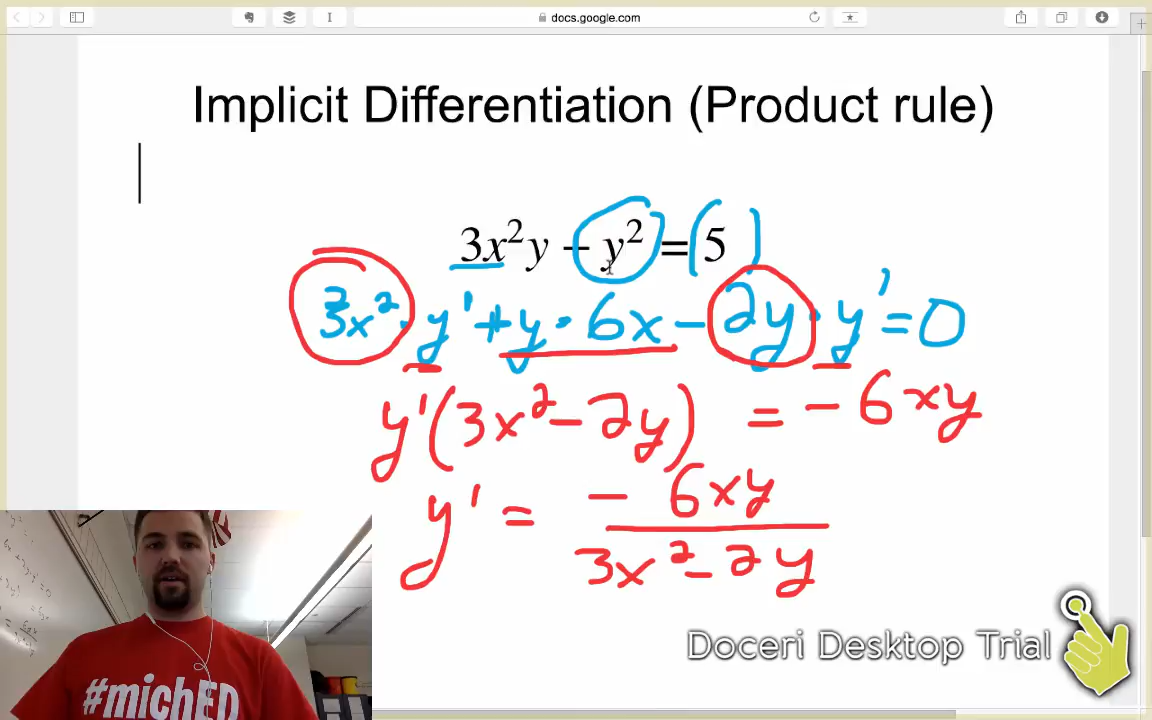 docs.google.com
Implicit Differentiation (Product rule)
3x²y − y² = 5
3x² · y' + y · 6x − 2y · y' = 0
y'(3x² − 2y) = −6xy
y' = − 6xy / 3x² − 2y
#michED
Doceri Desktop Trial